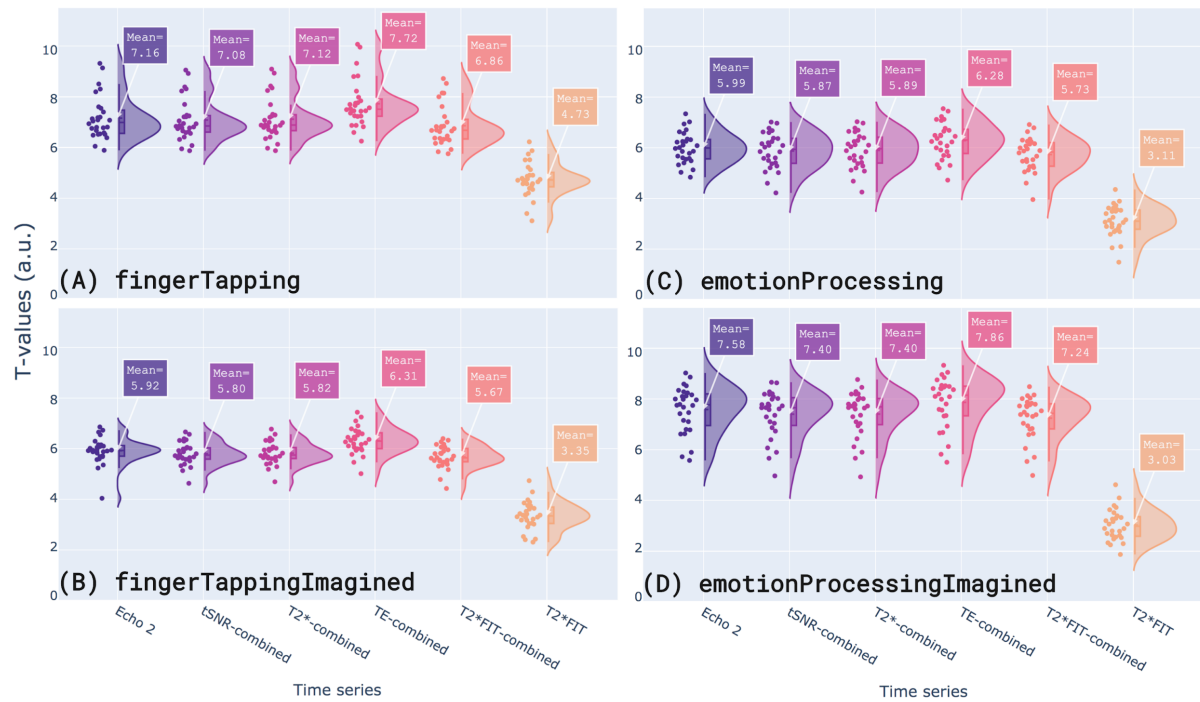 T-values (a.u.)
10
8
6
4
2
0
Mean=
7.16
Mean=
7.08
Mean=
7.12
Mean=
7.72
Mean=
6.86
Mean=
4.73
(A) fingerTapping
10
8
6
4
2
0
Mean=
5.99
Mean=
5.87
Mean=
5.89
Mean=
6.28
Mean=
5.73
Mean=
3.11
(C) emotionProcessing
10
8
6
4
2
0
Mean=
5.92
Mean=
5.80
Mean=
5.82
Mean=
6.31
Mean=
5.67
Mean=
3.35
(B) fingerTappingImagined
Echo 2
tSNR-combined
T2*-combined
TE-combined
T2*FIT-combined
T2*FIT
Time series
10
8
6
4
2
0
Mean=
7.58
Mean=
7.40
Mean=
7.40
Mean=
7.86
Mean=
7.24
Mean=
3.03
(D) emotionProcessingImagined
Echo 2
tSNR-combined
T2*-combined
TE-combined
T2*FIT-combined
T2*FIT
Time series